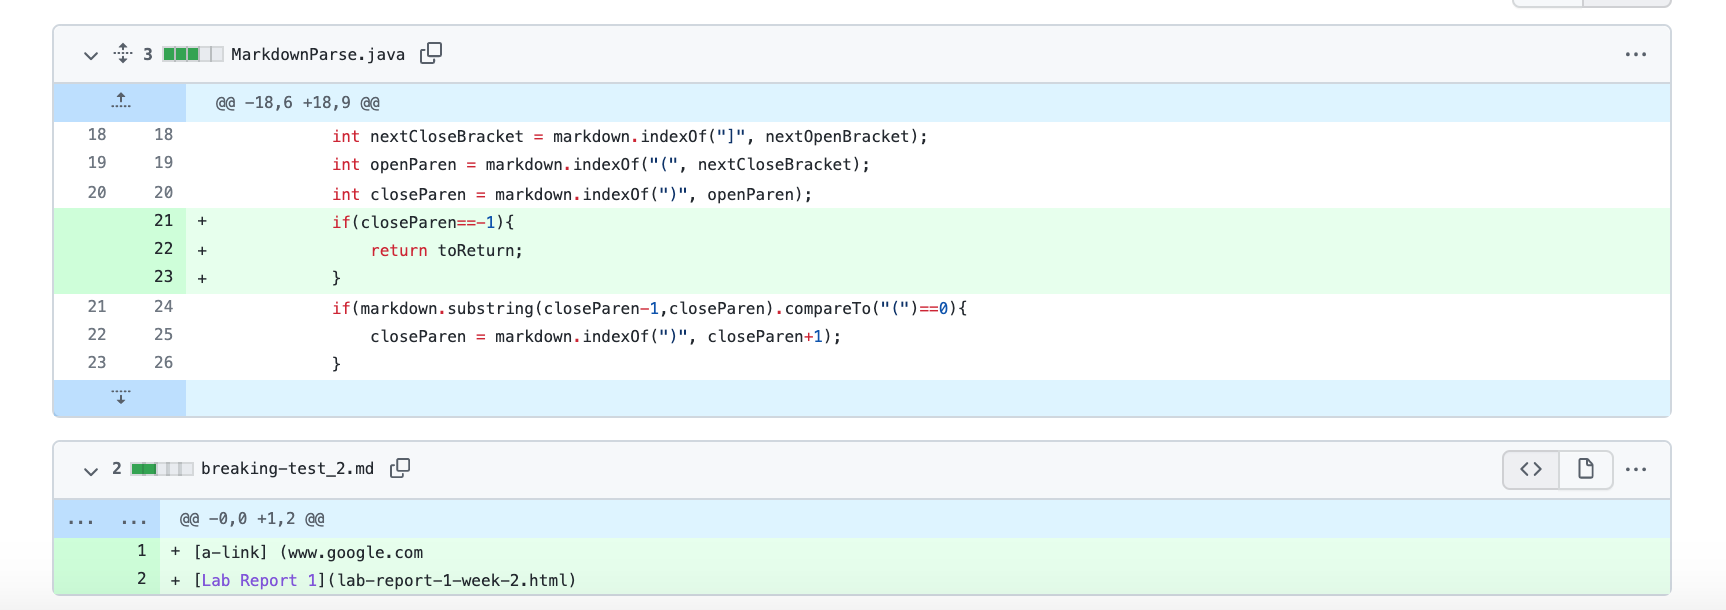 3 MarkdownParse.java
@@ -18,6 +18,9 @@
18 18 int nextCloseBracket = markdown.indexOf("]", nextOpenBracket);
19 19 int openParen = markdown.indexOf("(", nextCloseBracket);
20 20 int closeParen = markdown.indexOf(")", openParen);
21 + if(closeParen==-1){
22 + return toReturn;
23 + }
21 24 if(markdown.substring(closeParen-1,closeParen).compareTo("(")==0){
22 25 closeParen = markdown.indexOf(")", closeParen+1);
23 26 }
2 breaking-test_2.md
... ... @@ -0,0 +1,2 @@
1 + [a-link] (www.google.com
2 + [Lab Report 1](lab-report-1-week-2.html)